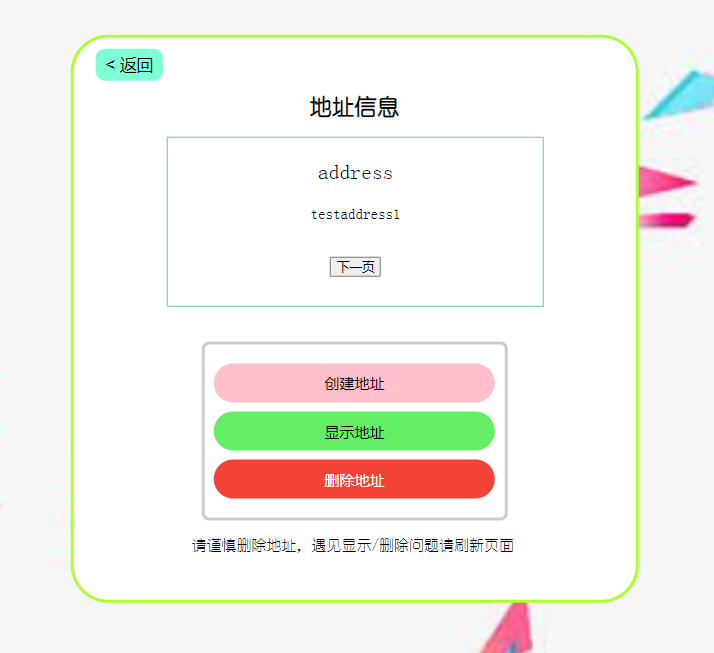 < 返回
地址信息
address
testaddress1
下一页
创建地址
显示地址
删除地址
请谨慎删除地址，遇见显示/删除问题请刷新页面